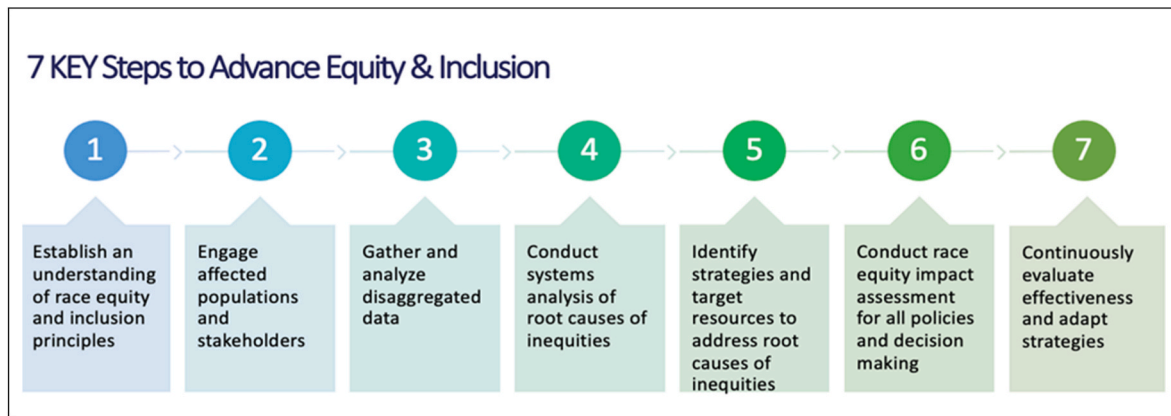 7 KEY Steps to Advance Equity & Inclusion
1
2
3
4
5
6
7
Establish an
understanding
of race equity
and inclusion
principles
Engage
affected
populations
and
stakeholders
Gather and
analyze
disaggregated
data
Conduct
systems
analysis of
root causes of
inequities
Identify
strategies and
target
resources to
address root
causes of
inequities
Conduct race
equity impact
assessment
for all policies
and decision
making
Continuously
evaluate
effectiveness
and adapt
strategies